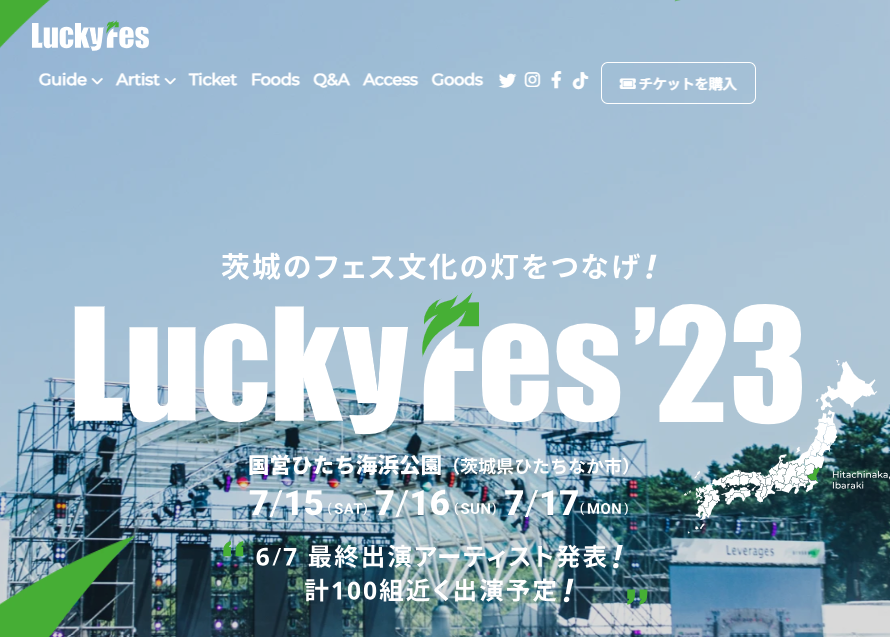 Luckyfes
Guide Artist Ticket Foods Q&A Access Goods チケットを購入
茨城のフェス文化の灯をつなげ!
Luckyfes’23
国営ひたち海浜公園（茨城県ひたちなか市）
7/15(SAT) 7/16(SUN) 7/17(MON)
Hitachinaka,
Ibaraki
“ 6/7 最終出演アーティスト発表!
計100組近く出演予定! ”
Leverages